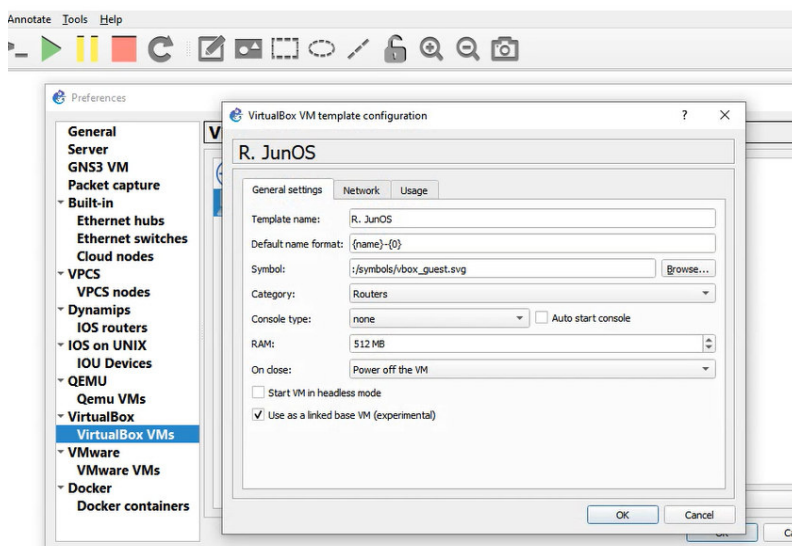 Annotate Tools Help
Preferences
General
Server
GNS3 VM
Packet capture
Built-in
Ethernet hubs
Ethernet switches
Cloud nodes
VPCS
VPCS nodes
Dynamips
IOS routers
IOS on UNIX
IOU Devices
QEMU
Qemu VMs
VirtualBox
VirtualBox VMs
VMware
VMware VMs
Docker
Docker containers
VirtualBox VM template configuration
R. JunOS
General settings Network Usage
Template name: R. JunOS
Default name format: {name}-{0}
Symbol: :/symbols/vbox_guest.svg Browse...
Category: Routers
Console type: none Auto start console
RAM: 512 MB
On close: Power off the VM
Start VM in headless mode
Use as a linked base VM (experimental)
OK Cancel